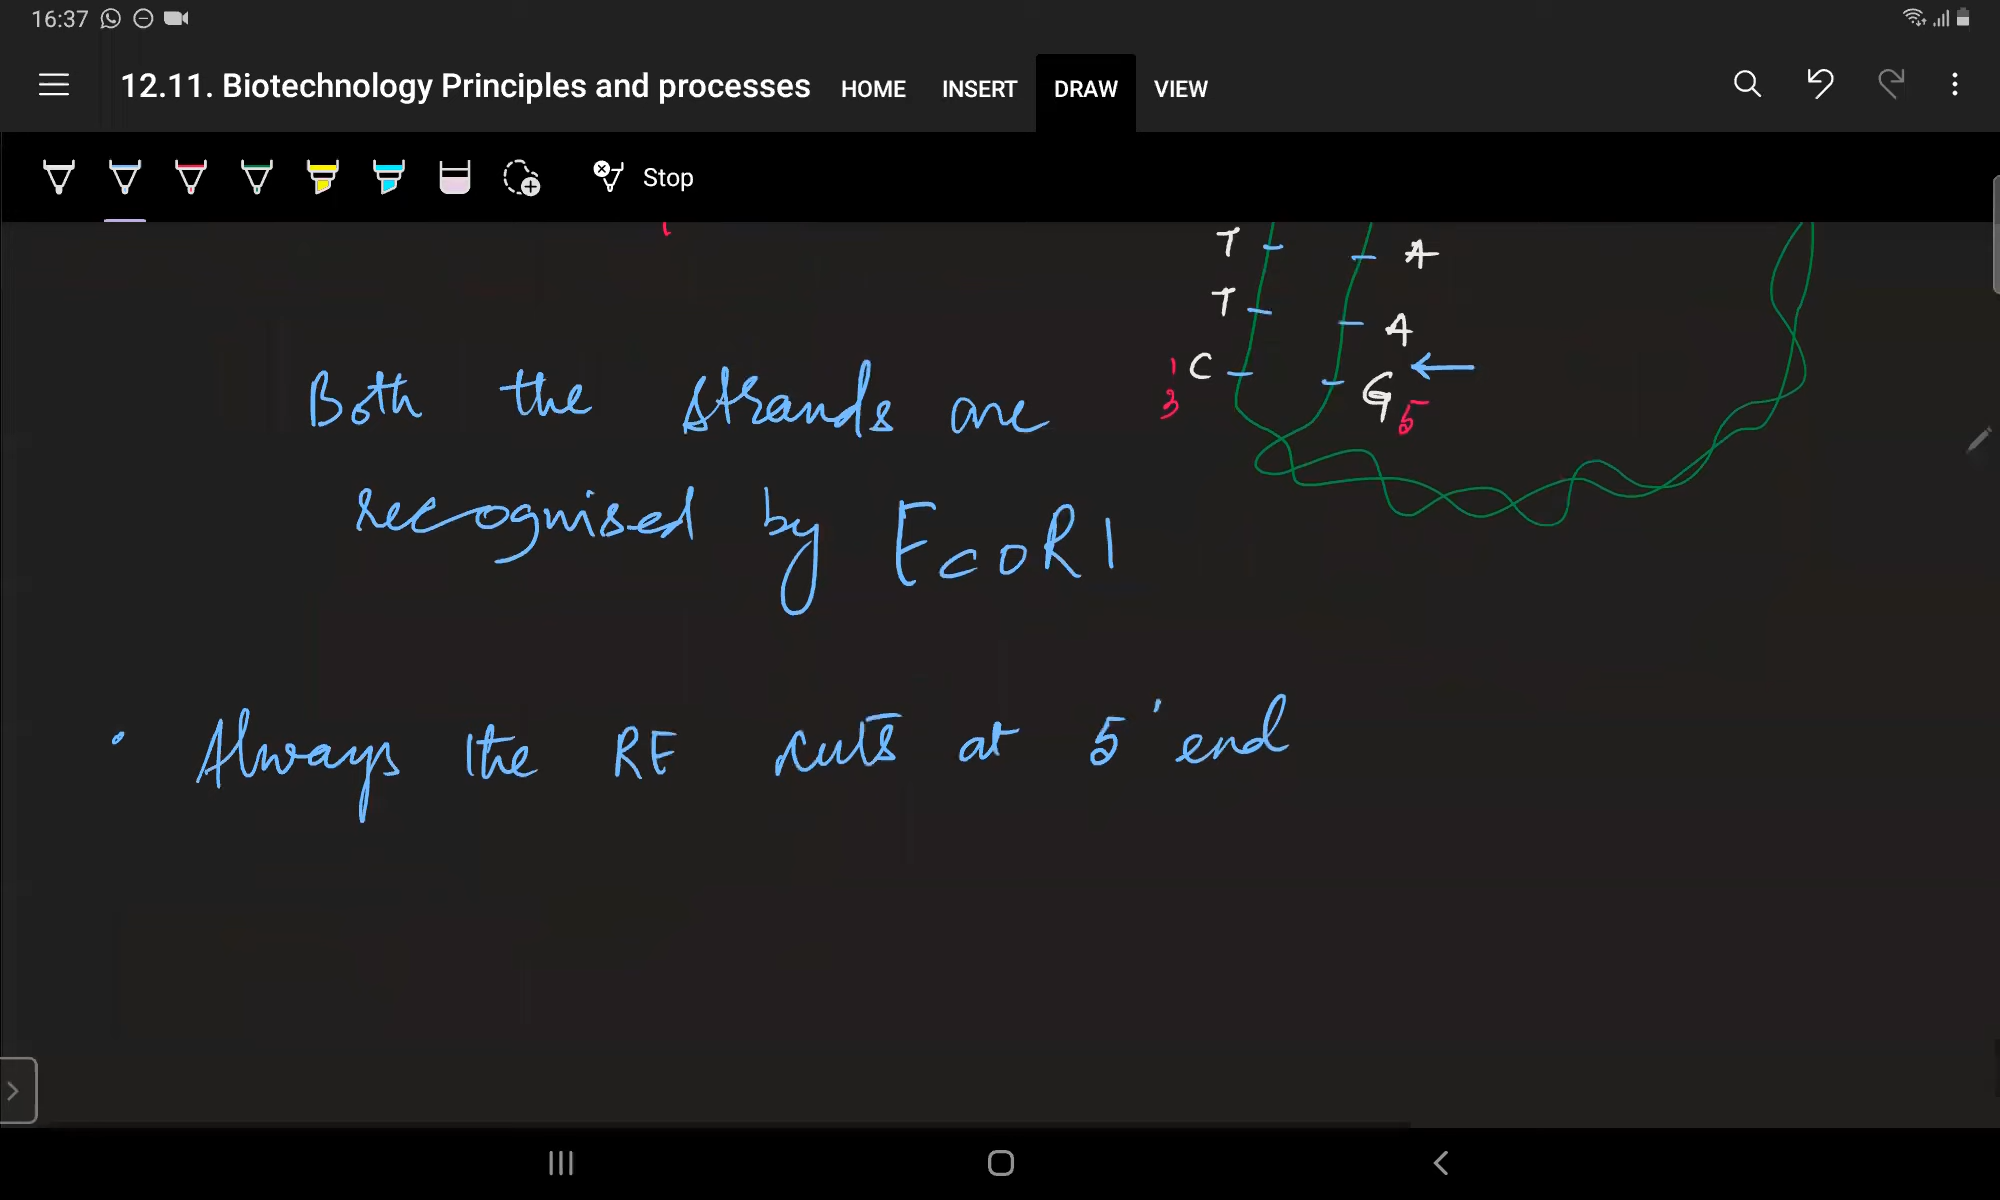 16:37
12.11. Biotechnology Principles and processes HOME INSERT DRAW VIEW
Stop
T A
T A
3' C G 5
Both the strands are
recognised by EcoR1
• Always the RE cuts at 5' end